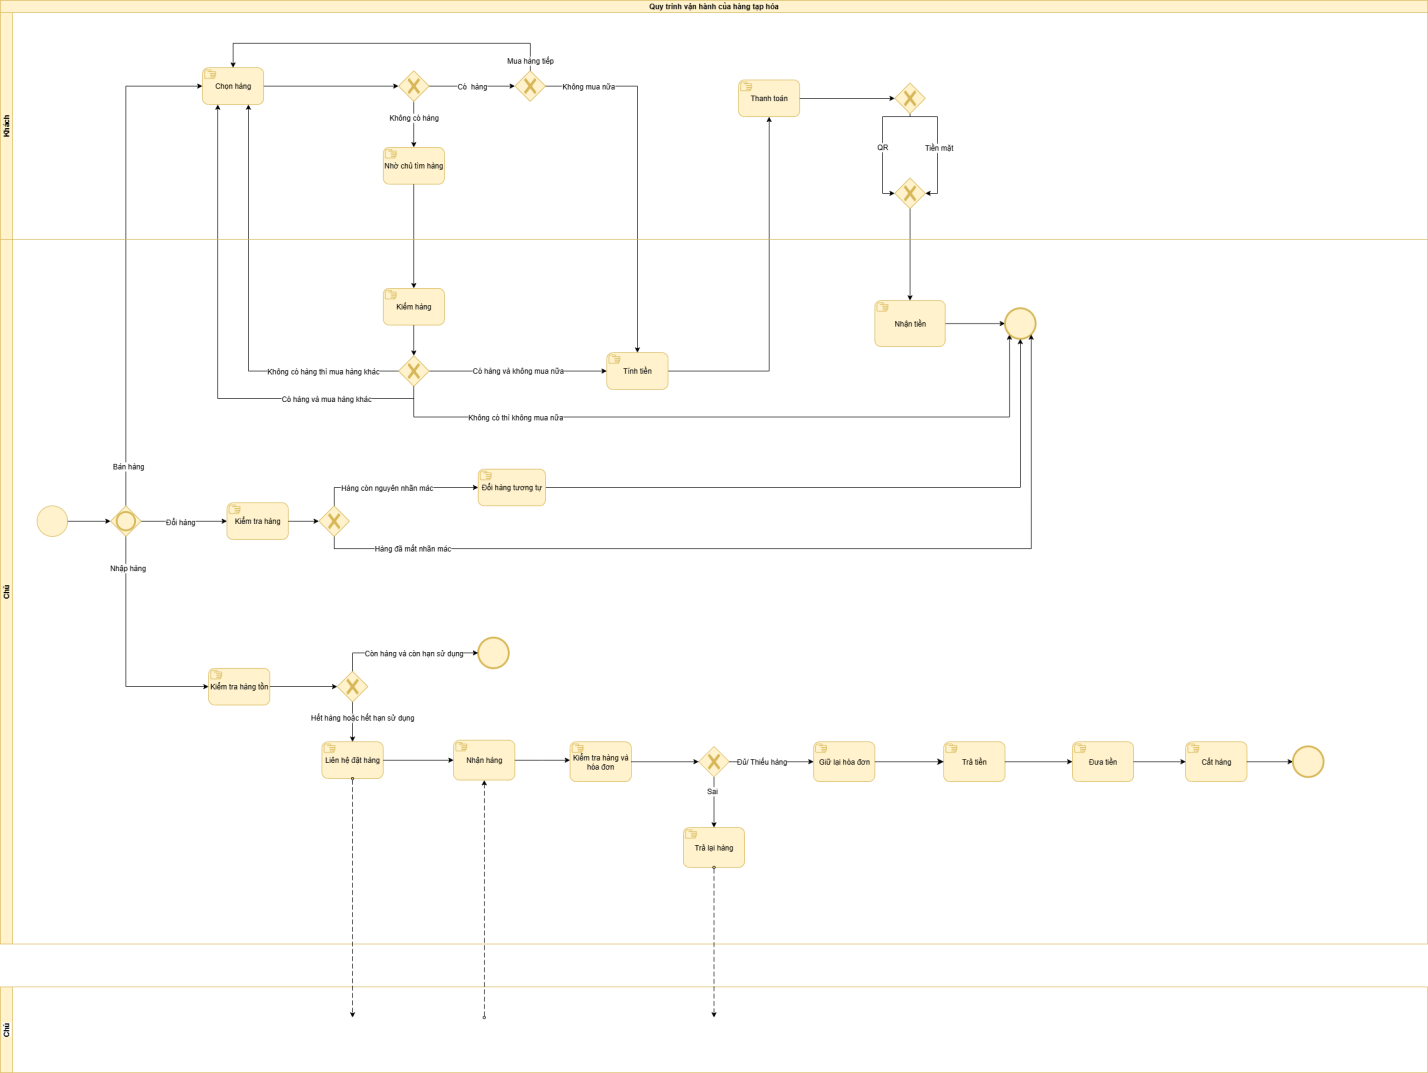 Quy trình vận hành của hàng tạp hóa
Khách
Mua hàng tiếp
Chọn hàng
Có hàng
Không mua nữa
Thanh toán
Không có hàng
QR
Tiền mặt
Nhờ chủ tìm hàng
Kiểm hàng
Nhận tiền
Không có hàng thì mua hàng khác
Có hàng và không mua nữa
Tính tiền
Có hàng và mua hàng khác
Không có thì không mua nữa
Chủ
Bán hàng
Hàng còn nguyên nhãn mác
Đổi hàng tương tự
Đổi hàng
Kiểm tra hàng
Hàng đã mất nhãn mác
Nhập hàng
Còn hàng và còn hạn sử dụng
Kiểm tra hàng tồn
Hết hàng hoặc hết hạn sử dụng
Liên hệ đặt hàng
Nhận hàng
Kiểm tra hàng và
hóa đơn
Đủ/ Thiếu hàng
Giữ lại hóa đơn
Trả tiền
Đưa tiền
Cất hàng
Sai
Trả lại hàng
Chủ